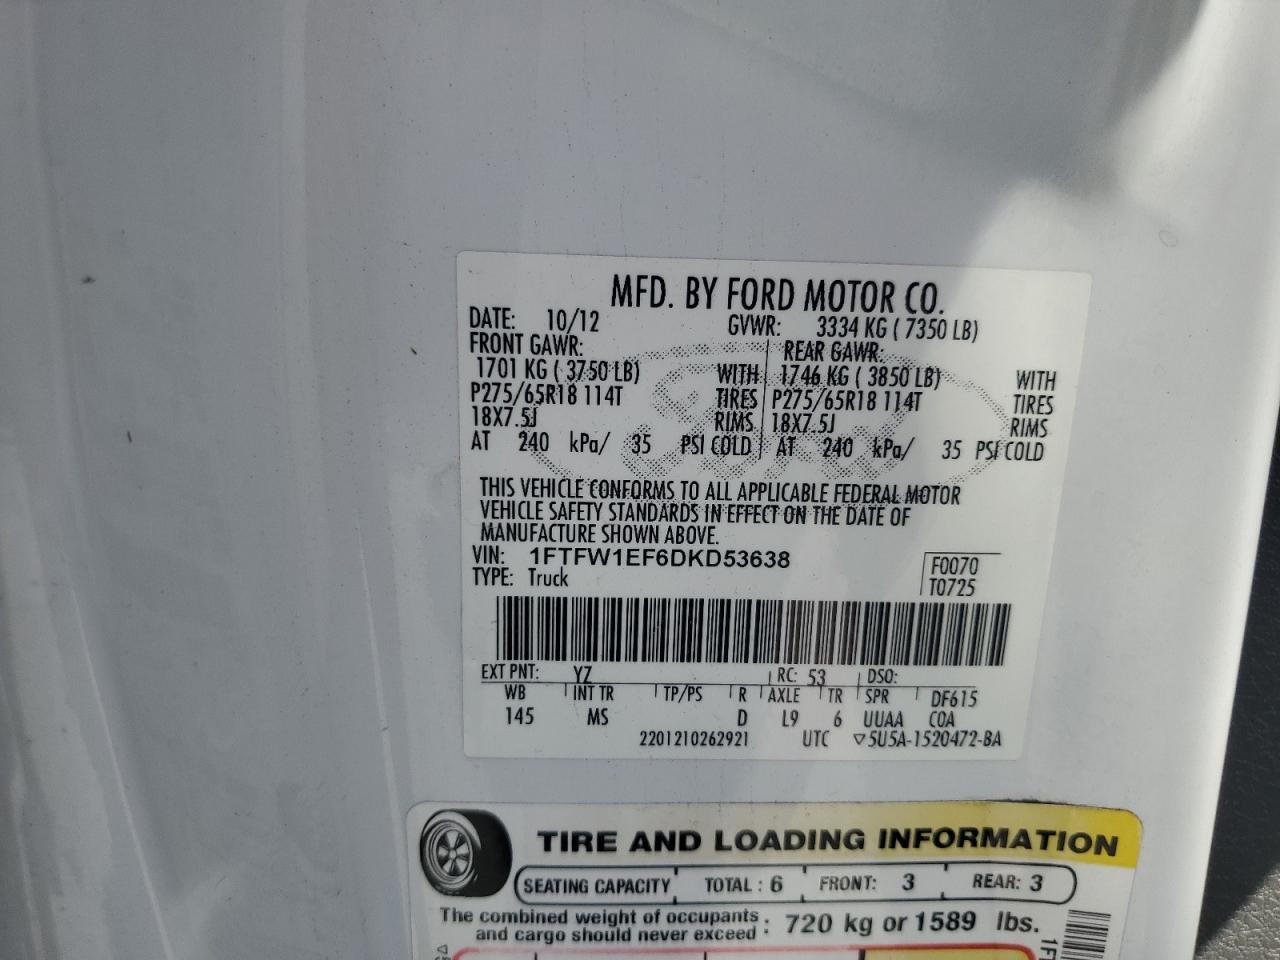 MFD. BY FORD MOTOR CO.
DATE: 10/12 GVWR: 3334 KG ( 7350 LB)
FRONT GAWR: REAR GAWR:
1701 KG ( 3750 LB) WITH 1746 KG ( 3850 LB) WITH
P275/65R18 114T TIRES P275/65R18 114T TIRES
18X7.5J RIMS 18X7.5J RIMS
AT 240 kPa/ 35 PSI COLD AT 240 kPa/ 35 PSI COLD
THIS VEHICLE CONFORMS TO ALL APPLICABLE FEDERAL MOTOR
VEHICLE SAFETY STANDARDS IN EFFECT ON THE DATE OF
MANUFACTURE SHOWN ABOVE.
VIN: 1FTFW1EF6DKD53638 F0070
TYPE: Truck T0725
EXT PNT: YZ RC: 53 DSO:
WB INT TR TP/PS R AXLE TR SPR DF615
145 MS D L9 6 UUAA COA
2201210262921 UTC ▽5U5A-1520472-BA
TIRE AND LOADING INFORMATION
SEATING CAPACITY TOTAL : 6 FRONT: 3 REAR: 3
The combined weight of occupants
and cargo should never exceed : 720 kg or 1589 lbs.